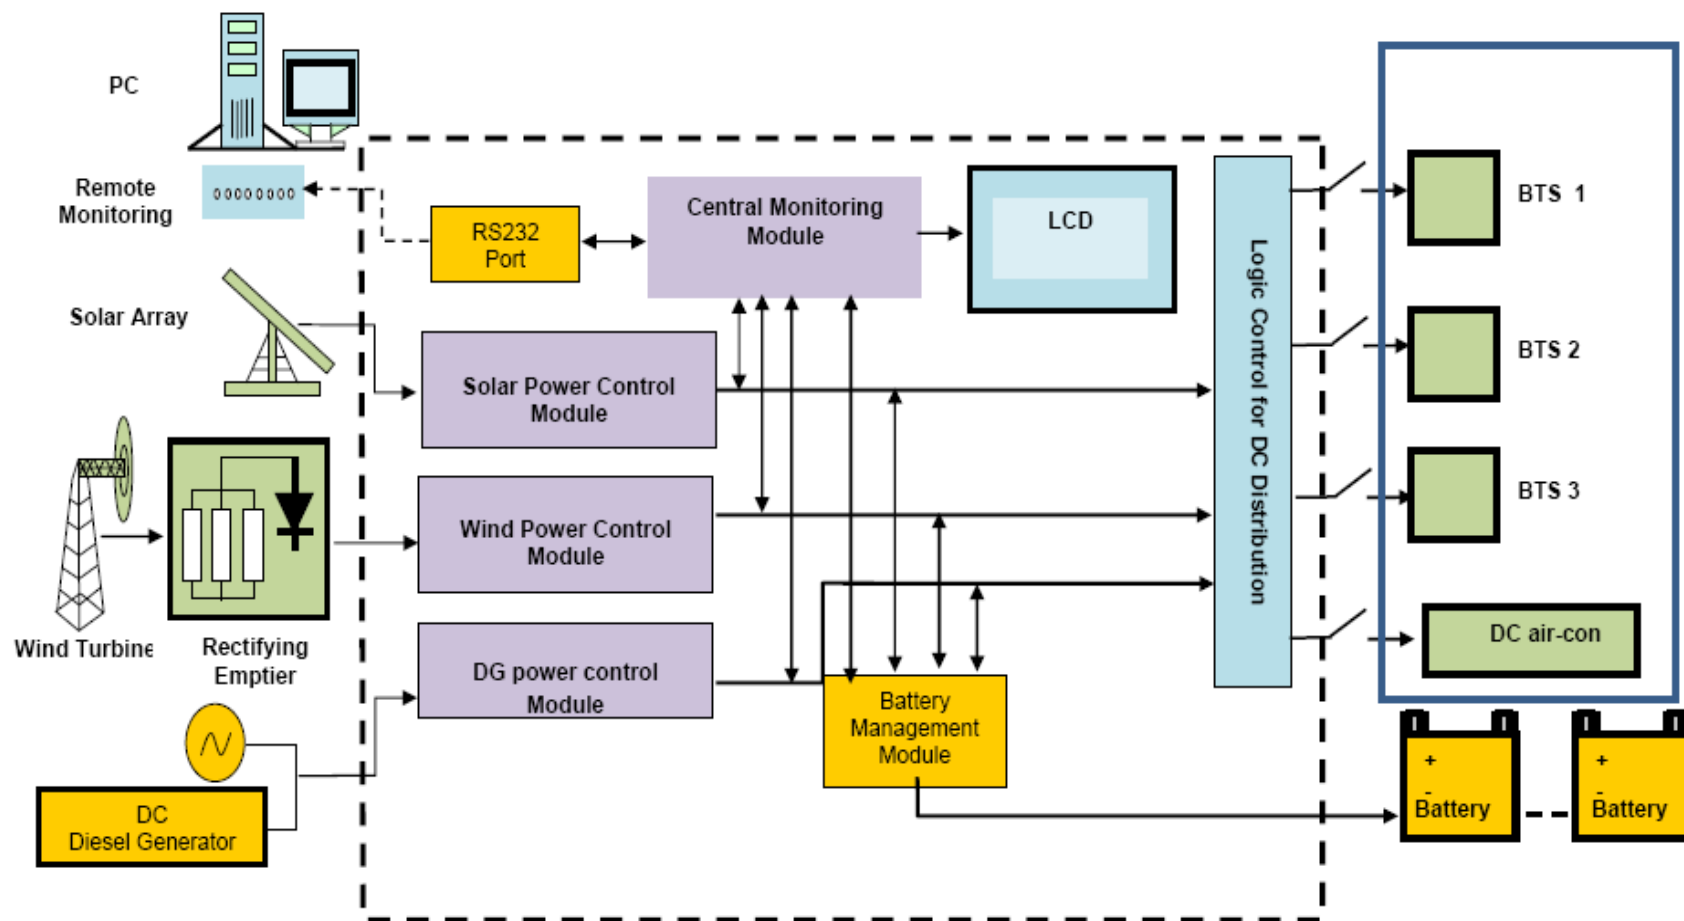 PC
Remote
Monitoring
RS232
Port
Central Monitoring
Module
LCD
Solar Array
Solar Power Control
Module
Wind Power Control
Module
Wind Turbine
Rectifying
Emptier
DG power control
Module
DC
Diesel Generator
Battery
Management
Module
Logic Control for DC Distribution
BTS 1
BTS 2
BTS 3
DC air-con
+
-
Battery
+
-
Battery